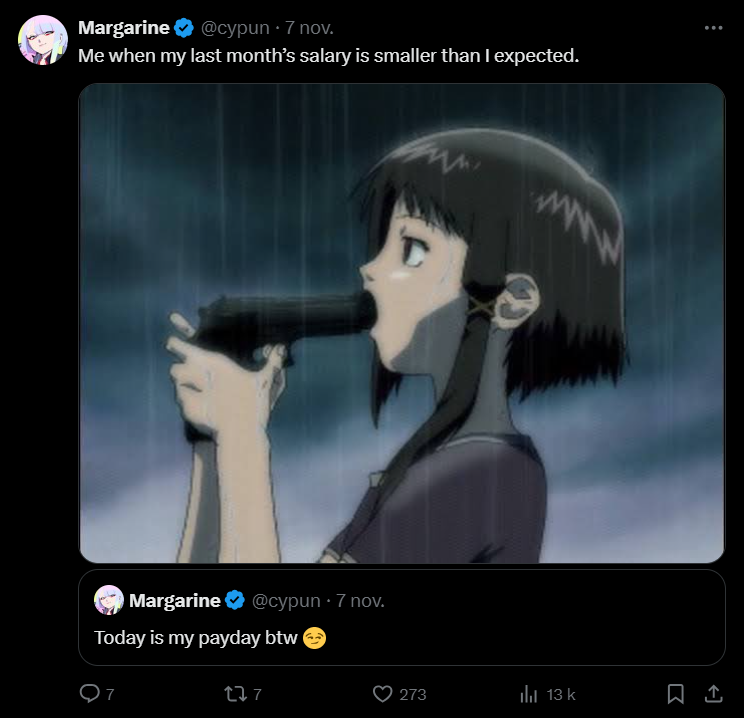 Margarine @cypun · 7 nov.
Me when my last month’s salary is smaller than I expected.
Margarine @cypun · 7 nov.
Today is my payday btw 😏
7 7 273 13 k